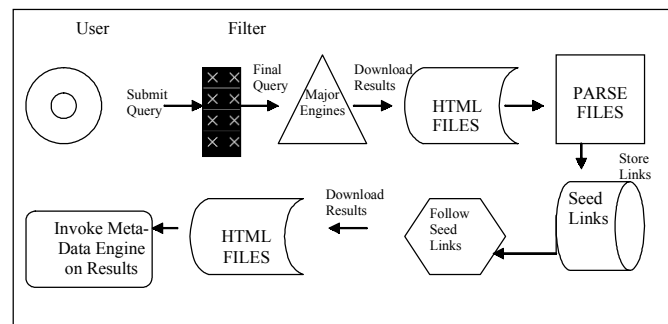 User
Filter
Submit
Query
Final
Query
Major
Engines
Download
Results
HTML
FILES
PARSE
FILES
Store
Links
Seed
Links
Follow
Seed
Links
Download
Results
HTML
FILES
Invoke Meta-
Data Engine
on Results